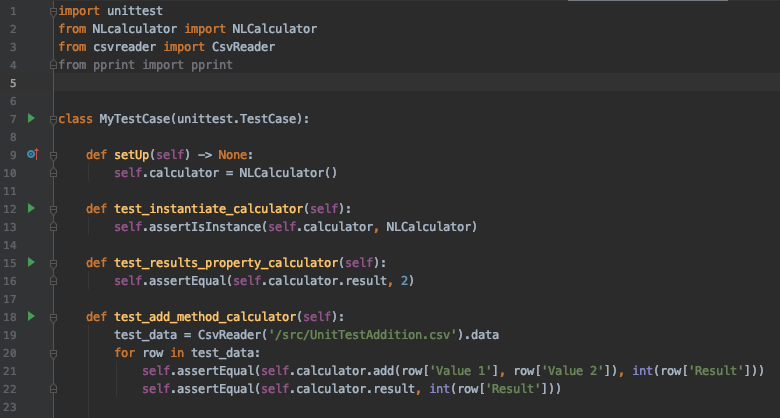 1 import unittest
2 from NLcalculator import NLCalculator
3 from csvreader import CsvReader
4 from pprint import pprint
5
6
7 class MyTestCase(unittest.TestCase):
8
9     def setUp(self) -> None:
10         self.calculator = NLCalculator()
11
12     def test_instantiate_calculator(self):
13         self.assertIsInstance(self.calculator, NLCalculator)
14
15     def test_results_property_calculator(self):
16         self.assertEqual(self.calculator.result, 2)
17
18     def test_add_method_calculator(self):
19         test_data = CsvReader('/src/UnitTestAddition.csv').data
20         for row in test_data:
21             self.assertEqual(self.calculator.add(row['Value 1'], row['Value 2']), int(row['Result']))
22             self.assertEqual(self.calculator.result, int(row['Result']))
23